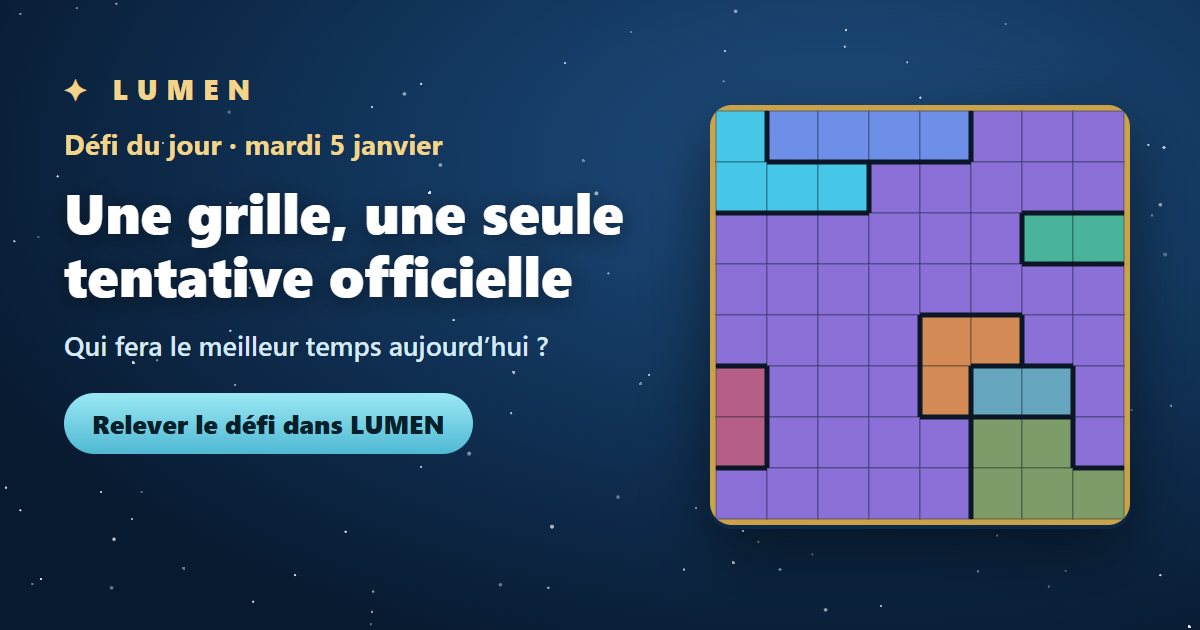 ✦ LUMEN
Défi du jour · mardi 5 janvier
Une grille, une seule
tentative officielle
Qui fera le meilleur temps aujourd’hui ?
Relever le défi dans LUMEN